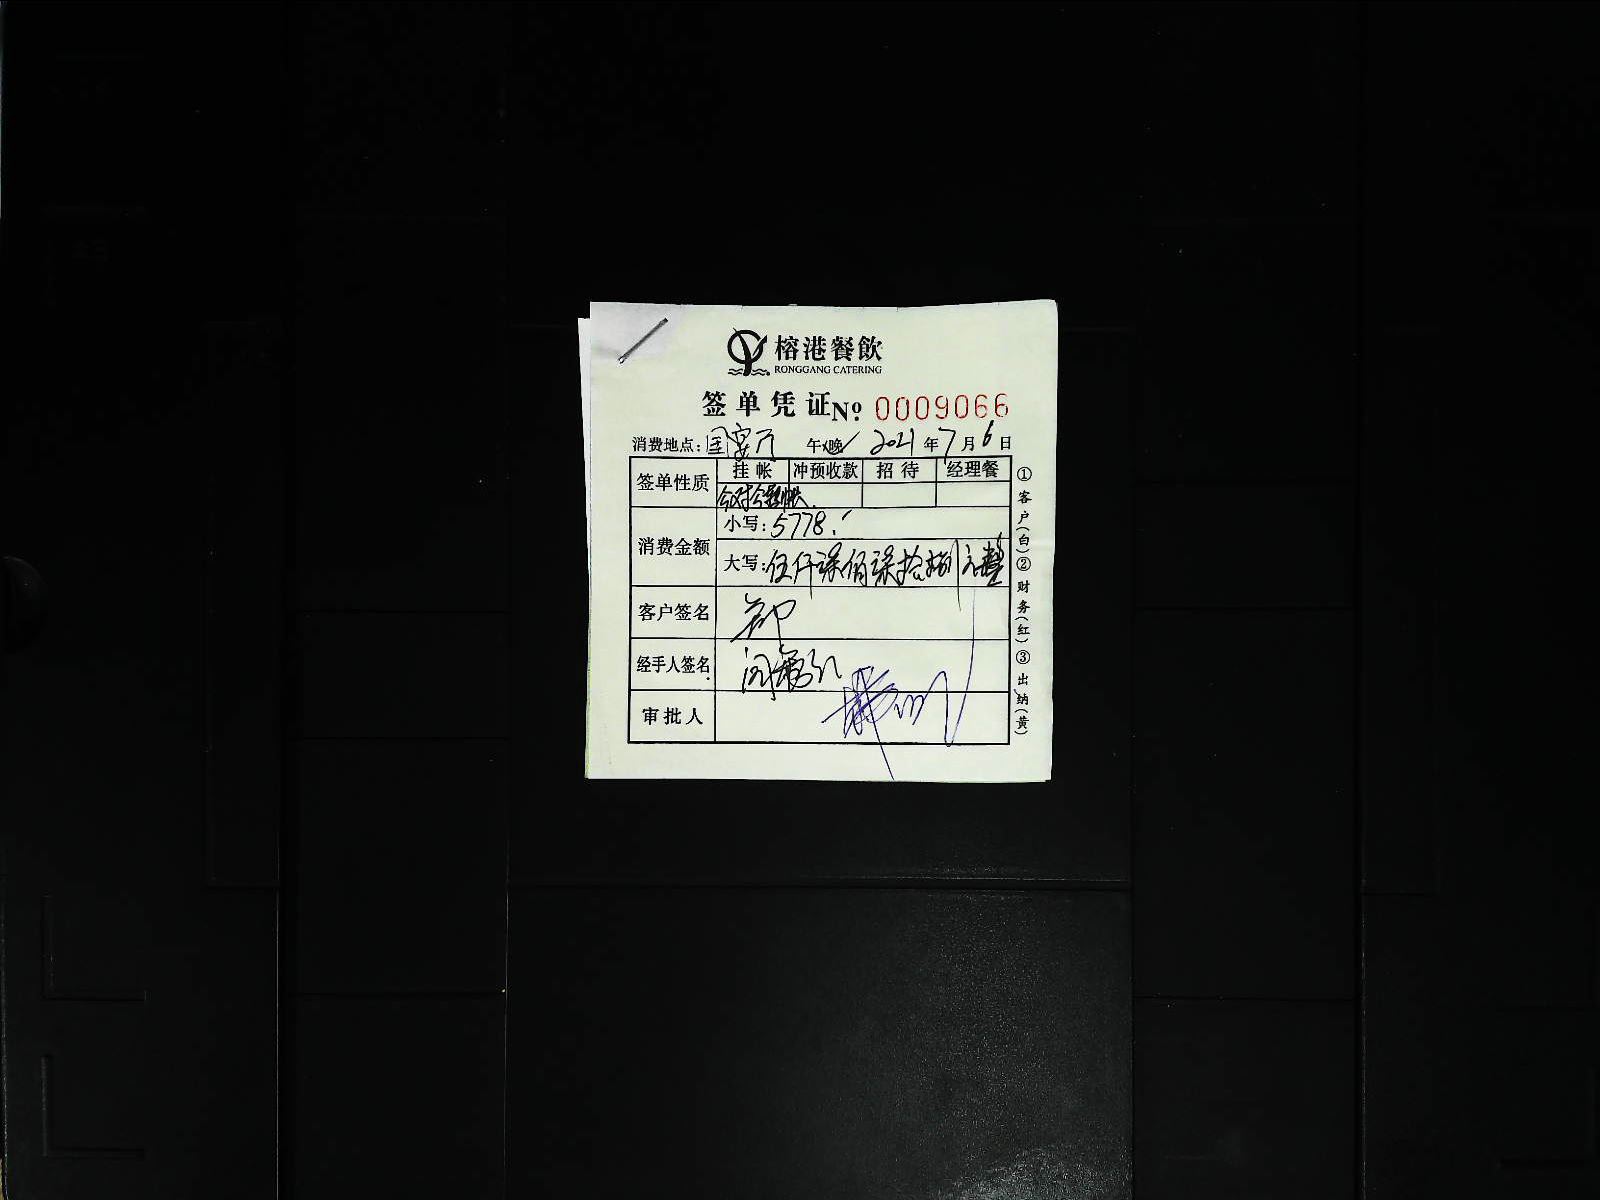 榕港餐飲
RONGGANG CATERING
签单凭证 No: 0009066
消费地点: 国宴厅 午/晚 2021 年 7 月 6 日
签单性质 挂帐 冲预收款 招待 经理餐
消费金额 小写: 5778.
大写: 伍仟柒佰柒拾捌元整
客户签名
经手人签名
审批人
①客户(白)②财务(红)③出纳(黄)